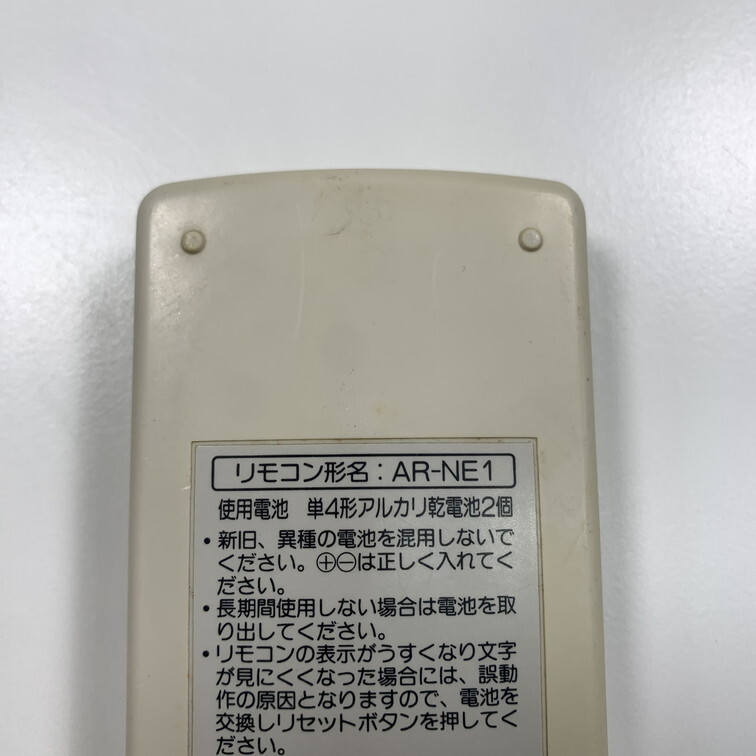 リモコン形名：AR-NE1
使用電池　単4形アルカリ乾電池2個
・新旧、異種の電池を混用しないで
ください。⊕⊖は正しく入れてく
ださい。
・長期間使用しない場合は電池を取
り出してください。
・リモコンの表示がうすくなり文字
が見にくくなった場合には、誤動
作の原因となりますので、電池を
交換しリセットボタンを押してく
ださい。